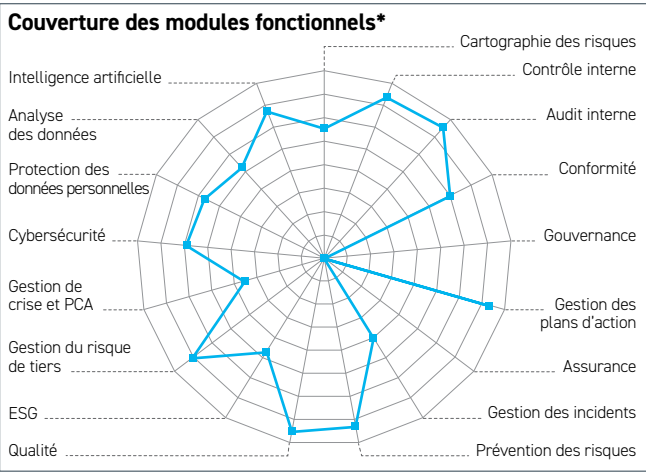 Couverture des modules fonctionnels*
Cartographie des risques
Contrôle interne
Audit interne
Conformité
Gouvernance
Gestion des
plans d'action
Assurance
Gestion des incidents
Prévention des risques
Qualité
ESG
Gestion du risque
de tiers
Gestion de
crise et PCA
Cybersécurité
Protection des
données personnelles
Analyse
des données
Intelligence artificielle